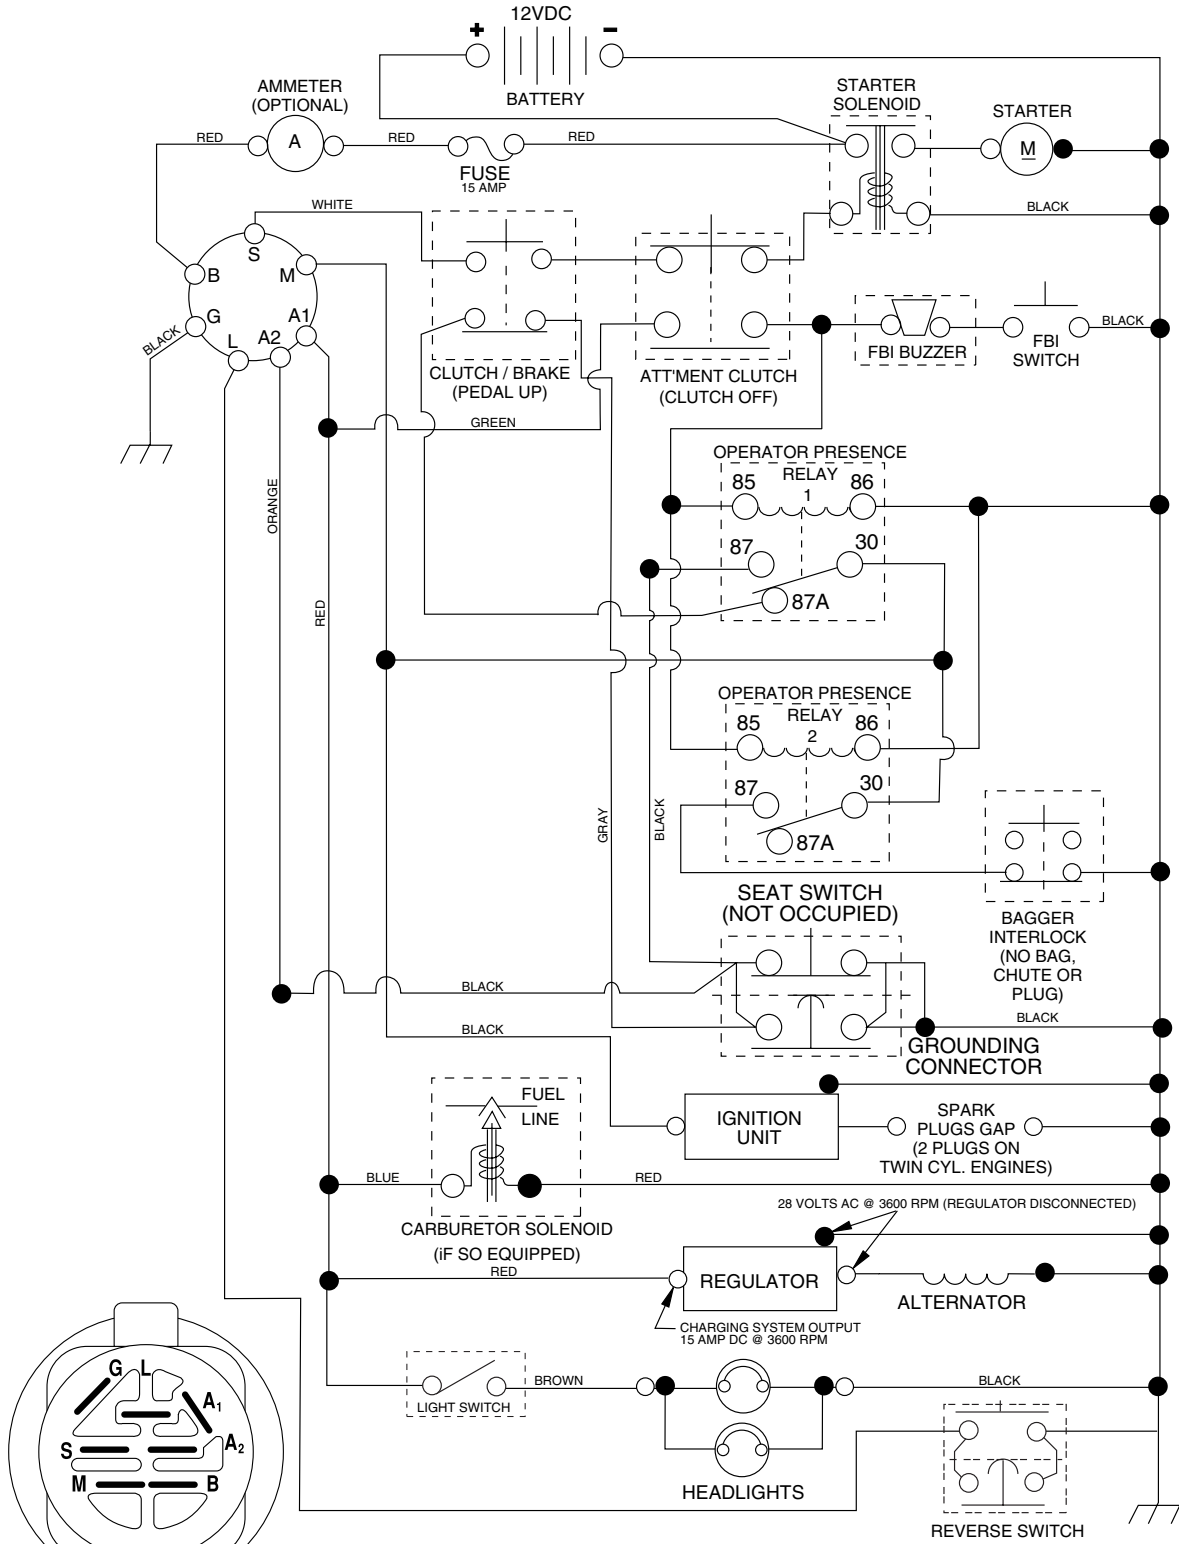 12VDC
+
-
BATTERY
AMMETER
(OPTIONAL)
STARTER
SOLENOID
STARTER
RED
A
RED
FUSE
15 AMP
RED
M
WHITE
BLACK
S
B
M
G
A1
L
A2
BLACK
CLUTCH / BRAKE
(PEDAL UP)
ATT'MENT CLUTCH
(CLUTCH OFF)
FBI BUZZER
FBI
SWITCH
BLACK
GREEN
ORANGE
RED
OPERATOR PRESENCE
RELAY
1
85
86
87
30
87A
OPERATOR PRESENCE
RELAY
2
85
86
87
30
87A
GRAY
BLACK
SEAT SWITCH
(NOT OCCUPIED)
BAGGER
INTERLOCK
(NO BAG,
CHUTE OR
PLUG)
BLACK
BLACK
BLACK
GROUNDING
CONNECTOR
FUEL
LINE
IGNITION
UNIT
SPARK
PLUGS GAP
(2 PLUGS ON
TWIN CYL. ENGINES)
BLUE
RED
CARBURETOR SOLENOID
(iF SO EQUIPPED)
28 VOLTS AC @ 3600 RPM (REGULATOR DISCONNECTED)
RED
REGULATOR
ALTERNATOR
CHARGING SYSTEM OUTPUT
15 AMP DC @ 3600 RPM
LIGHT SWITCH
BROWN
BLACK
HEADLIGHTS
REVERSE SWITCH
G
L
A1
S
A2
M
B